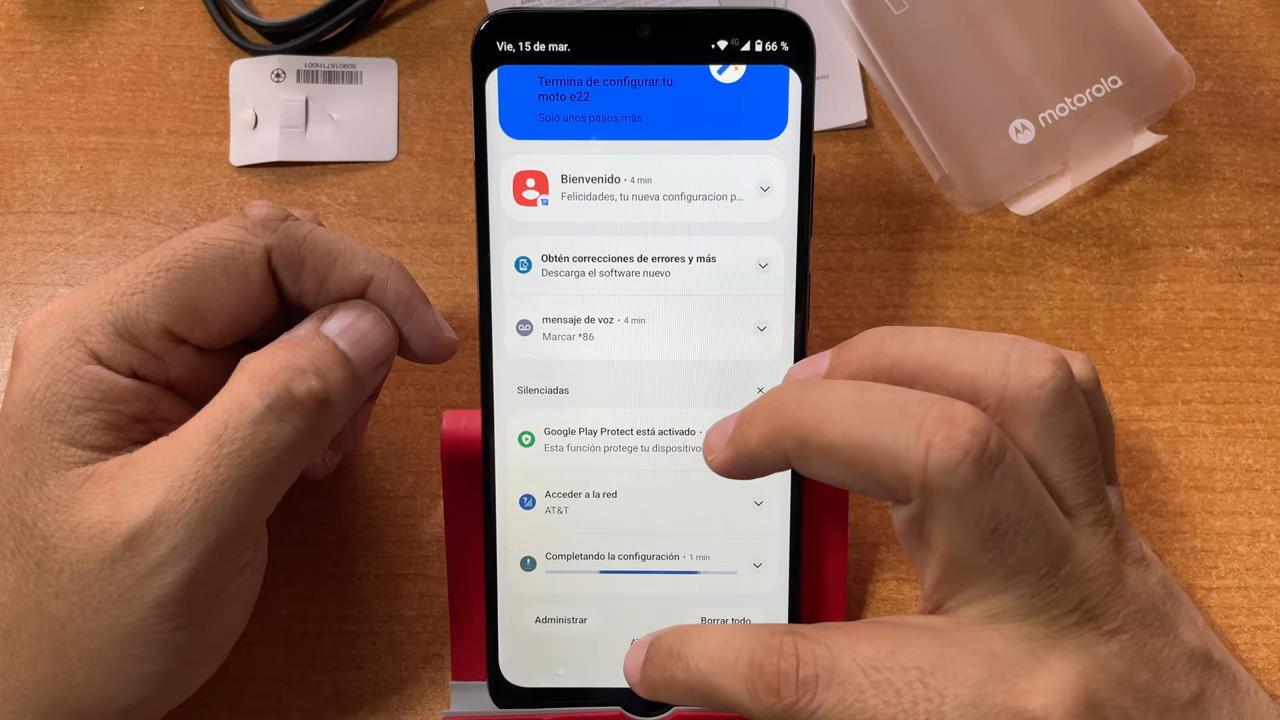 Vie, 15 de mar.
4G
66 %
Termina de configurar tu
moto e22
Solo unos pasos más
Bienvenido • 4 min
Felicidades, tu nueva configuracion p...
Obtén correcciones de errores y más
Descarga el software nuevo
mensaje de voz • 4 min
Marcar *86
Silenciadas
Google Play Protect está activado •
Esta función protege tu dispositivo
Acceder a la red
AT&T
Completando la configuración • 1 min
Administrar
Borrar todo
motorola